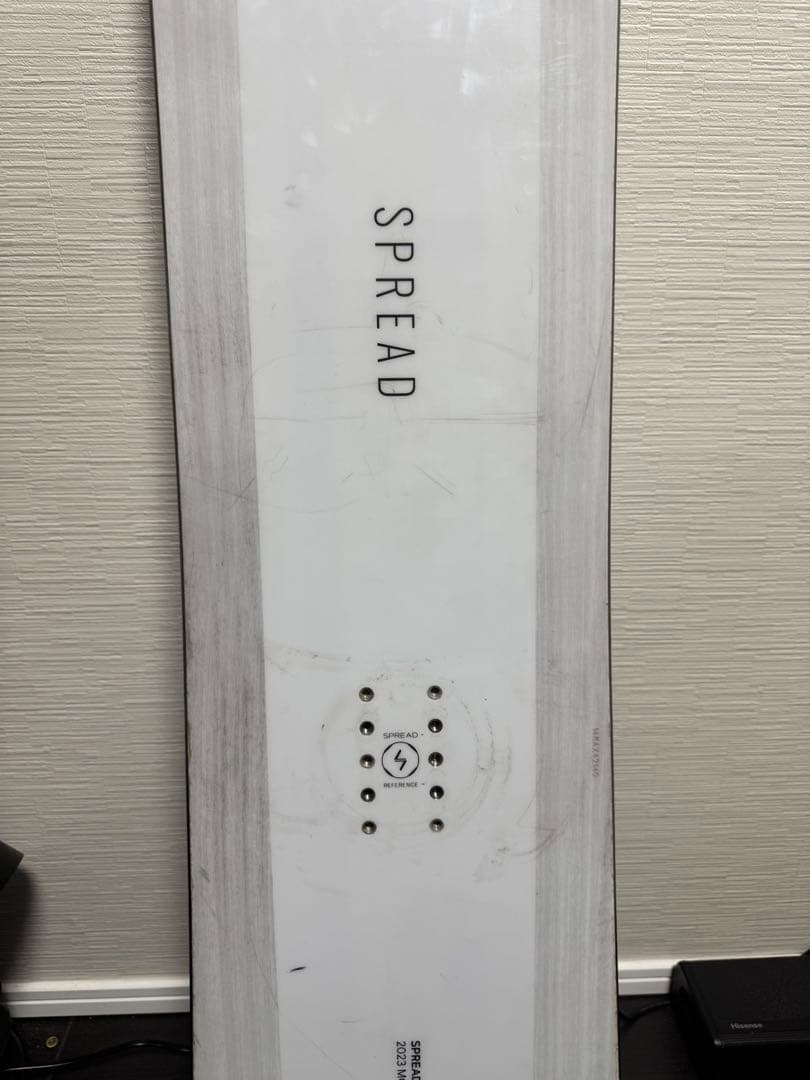 SPREAD
SPREAD -
REFERENCE -
SPREAD
2023
Hisense